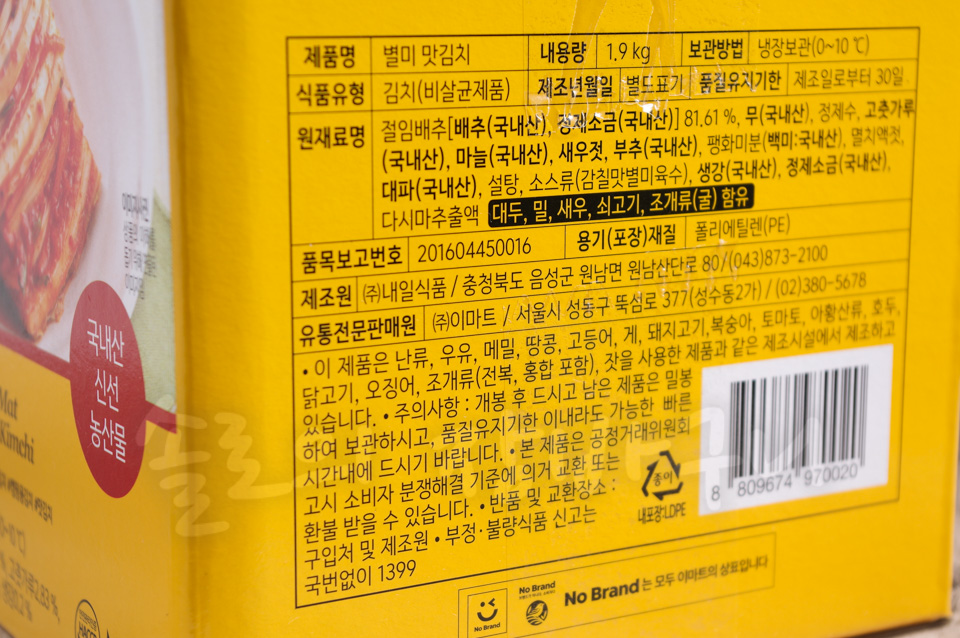 제품명 별미 맛김치 내용량 1.9 kg 보관방법 냉장보관(0~10 ℃)
식품유형 김치(비살균제품) 제조년월일 별도표기 품질유지기한 제조일로부터 30일
원재료명 절임배추[배추(국내산), 정제소금(국내산)] 81.61 %, 무(국내산), 정제수, 고춧가루
(국내산), 마늘(국내산), 새우젓, 부추(국내산), 팽화미분(백미:국내산), 멸치액젓,
대파(국내산), 설탕, 소스류(감칠맛별미육수), 생강(국내산), 정제소금(국내산),
다시마추출액 대두, 밀, 새우, 쇠고기, 조개류(굴) 함유
품목보고번호 201604450016 용기(포장)재질 폴리에틸렌(PE)
제조원 ㈜내일식품 / 충청북도 음성군 원남면 원남산단로 80/(043)873-2100
유통전문판매원 ㈜이마트 / 서울시 성동구 뚝섬로 377(성수동2가) / (02)380-5678
• 이 제품은 난류, 우유, 메밀, 땅콩, 고등어, 게, 돼지고기,복숭아, 토마토, 아황산류, 호두,
닭고기, 오징어, 조개류(전복, 홍합 포함), 잣을 사용한 제품과 같은 제조시설에서 제조하고
있습니다. • 주의사항 : 개봉 후 드시고 남은 제품은 밀봉
하여 보관하시고, 품질유지기한 이내라도 가능한 빠른
시간내에 드시기 바랍니다. • 본 제품은 공정거래위원회
고시 소비자 분쟁해결 기준에 의거 교환 또는
환불 받을 수 있습니다. • 반품 및 교환장소 :
구입처 및 제조원 • 부정·불량식품 신고는
국번없이 1399
종이
내포장:LDPE
8 809674 970020
No Brand
No Brand
No Brand 는 모두 이마트의 상표입니다
국내산
신선
농산물
Mat
Kimchi